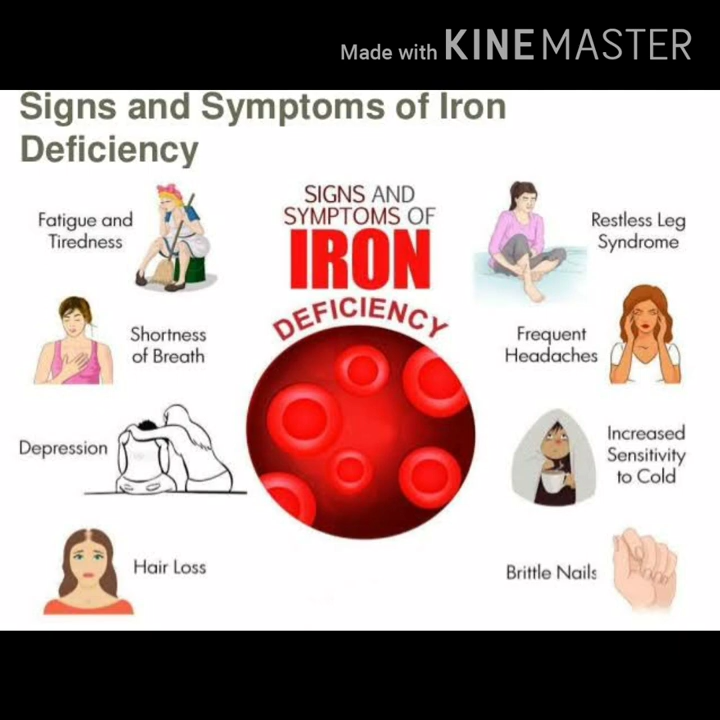 Made with KINEMASTER
Signs and Symptoms of Iron
Deficiency
SIGNS AND
SYMPTOMS OF
IRON
DEFICIENCY
Fatigue and
Tiredness
Shortness
of Breath
Depression
Hair Loss
Restless Leg
Syndrome
Frequent
Headaches
Increased
Sensitivity
to Cold
Brittle Nails